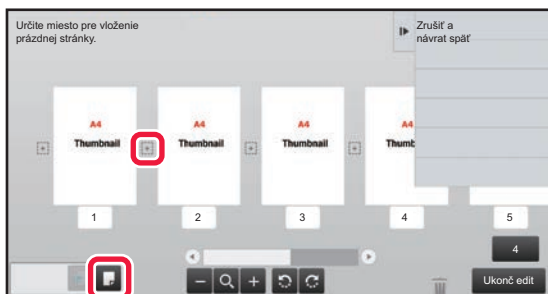 Určite miesto pre vloženie
prázdnej stránky.
Zrušiť a
návrat späť
A4
Thumbnail
A4
Thumbnail
A4
Thumbnail
A4
Thumb
1
2
3
4
5
4
Ukonč edit